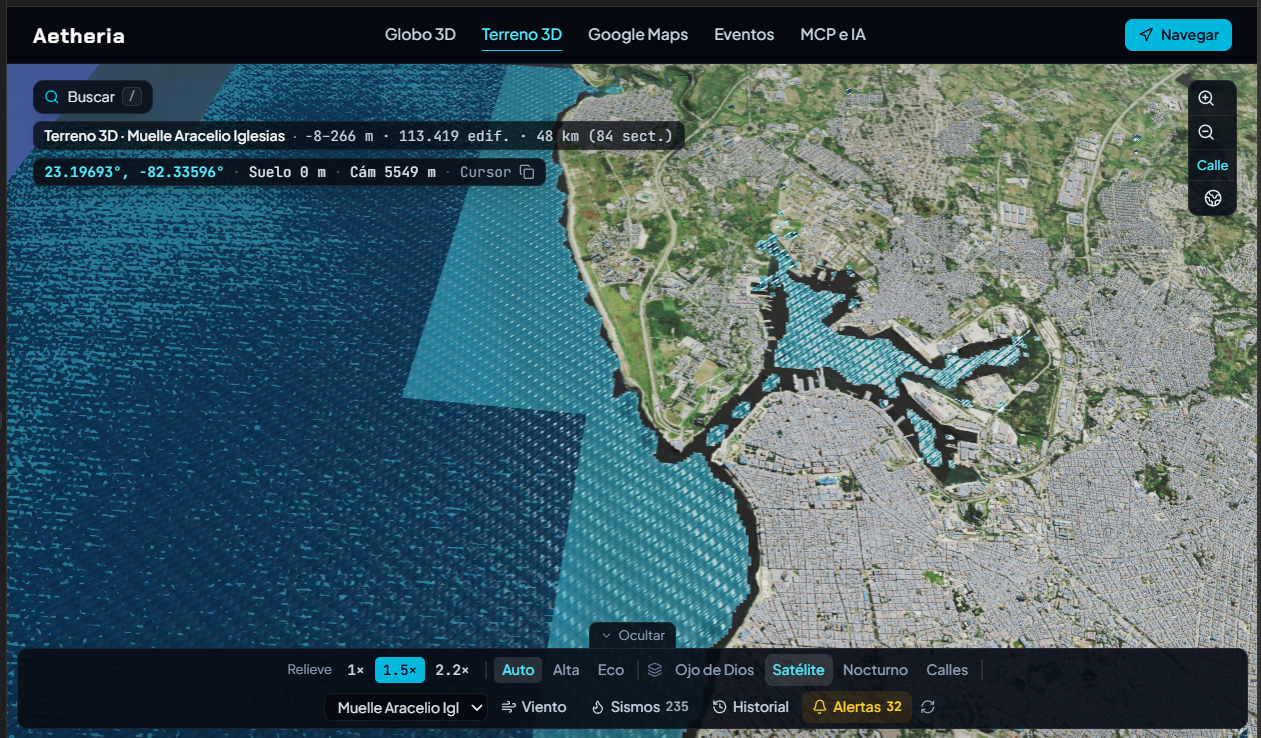 Aetheria
Globo 3D Terreno 3D Google Maps Eventos MCP e IA
Navegar
Buscar /
Terreno 3D · Muelle Aracelio Iglesias · -8–266 m · 113.419 edif. · 48 km (84 sect.)
23.19693°, -82.33596° · Suelo 0 m · Cám 5549 m · Cursor
Calle
Ocultar
Relieve 1× 1.5× 2.2× Auto Alta Eco Ojo de Dios Satélite Nocturno Calles
Muelle Aracelio Igl Viento Sismos 235 Historial Alertas 32